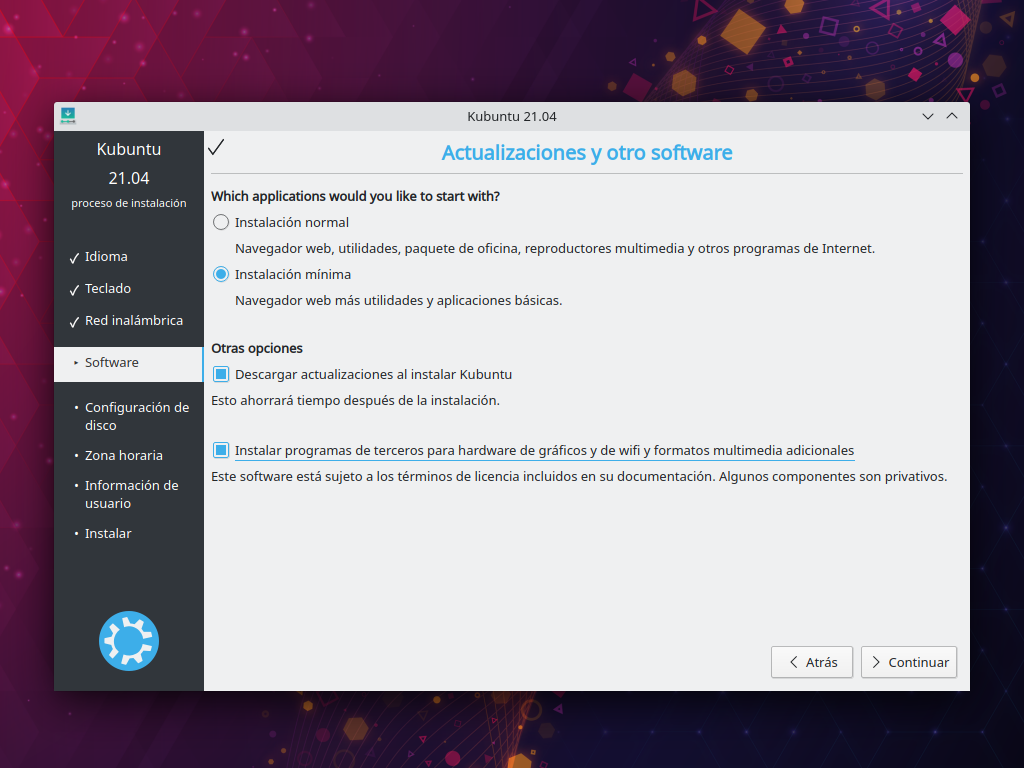 Kubuntu 21.04
Kubuntu
21.04
proceso de instalación
Idioma
Teclado
Red inalámbrica
Software
Configuración de
disco
Zona horaria
Información de
usuario
Instalar
Actualizaciones y otro software
Which applications would you like to start with?
Instalación normal
Navegador web, utilidades, paquete de oficina, reproductores multimedia y otros programas de Internet.
Instalación mínima
Navegador web más utilidades y aplicaciones básicas.
Otras opciones
Descargar actualizaciones al instalar Kubuntu
Esto ahorrará tiempo después de la instalación.
Instalar programas de terceros para hardware de gráficos y de wifi y formatos multimedia adicionales
Este software está sujeto a los términos de licencia incluidos en su documentación. Algunos componentes son privativos.
Atrás
Continuar